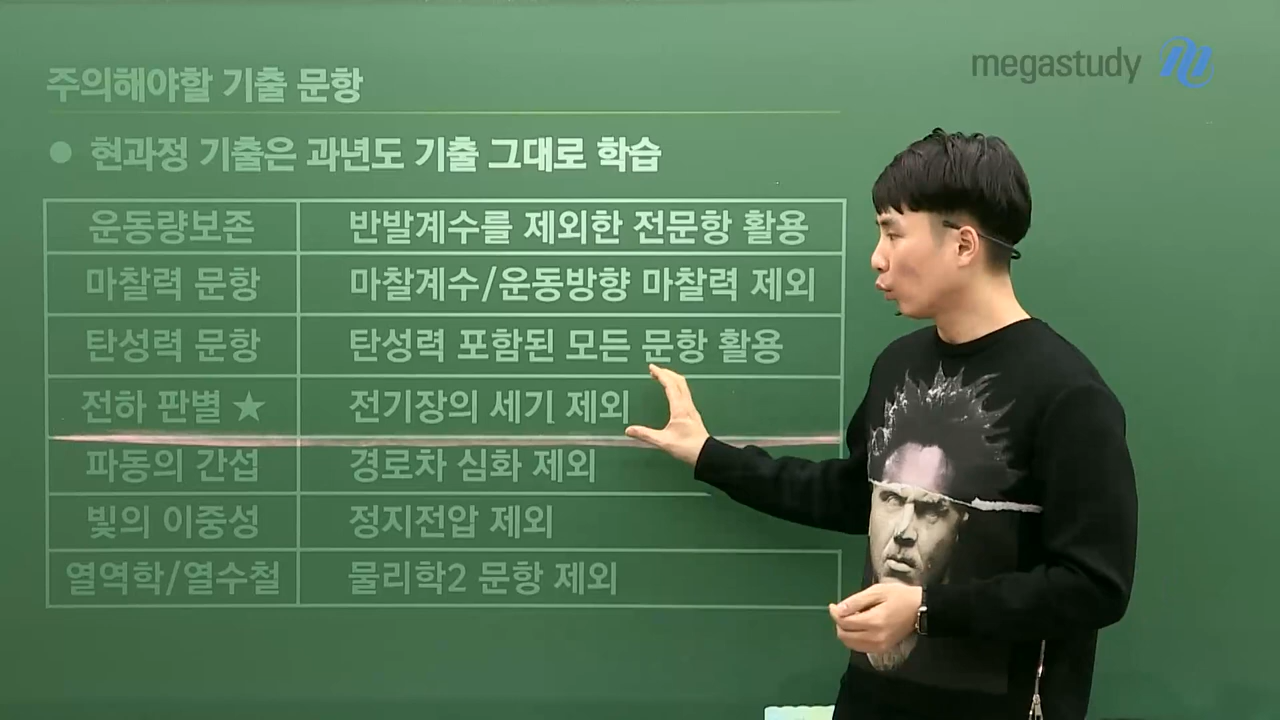 megastudy
주의해야할 기출 문항
● 현과정 기출은 과년도 기출 그대로 학습
운동량보존 반발계수를 제외한 전문항 활용
마찰력 문항 마찰계수/운동방향 마찰력 제외
탄성력 문항 탄성력 포함된 모든 문항 활용
전하 판별 ★ 전기장의 세기 제외
파동의 간섭 경로차 심화 제외
빛의 이중성 정지전압 제외
열역학/열수철 물리학2 문항 제외